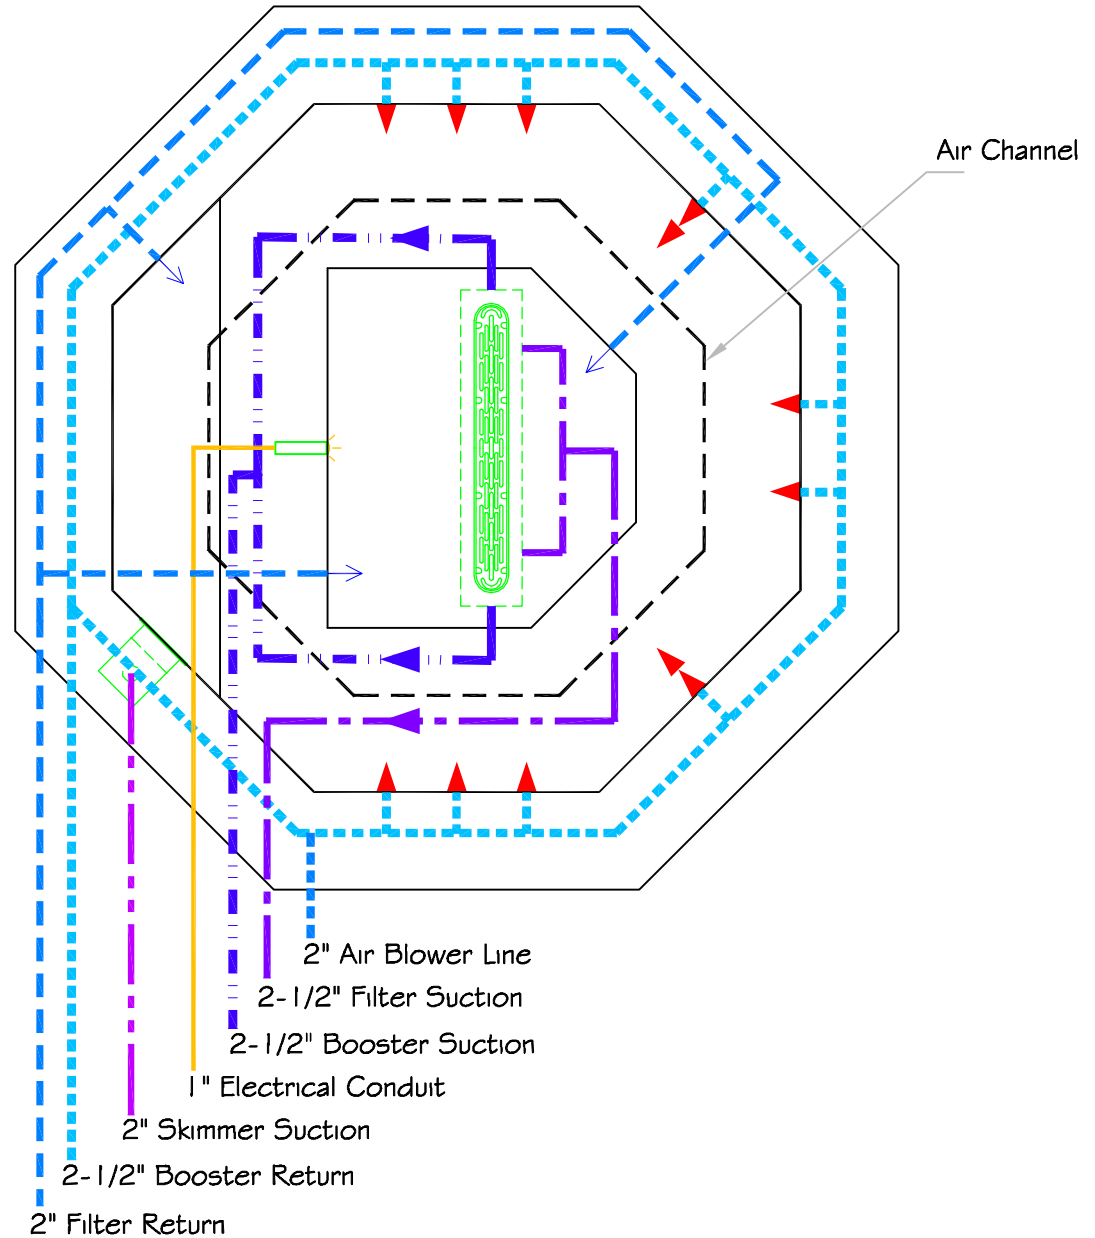 Air Channel
2" Air Blower Line
2-1/2" Filter Suction
2-1/2" Booster Suction
1" Electrical Conduit
2" Skimmer Suction
2-1/2" Booster Return
2" Filter Return